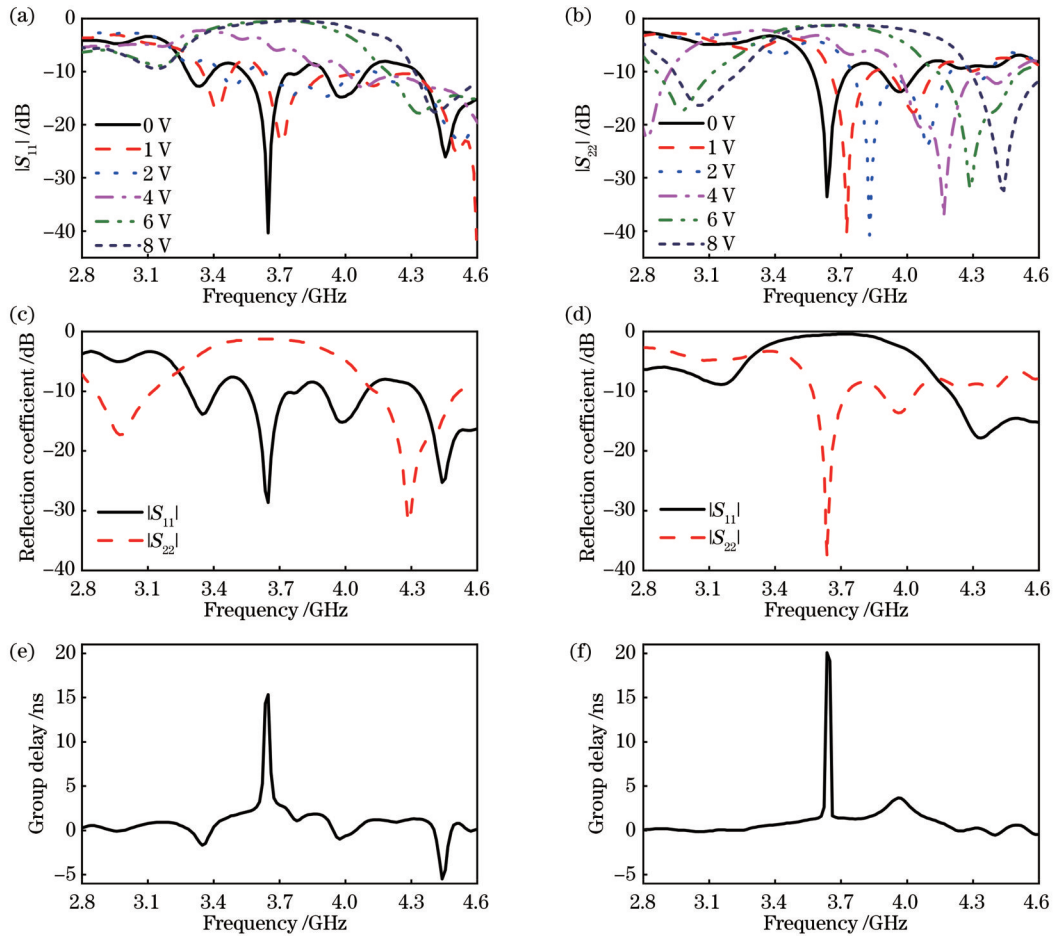 (a)
0
−10
−20
−30
−40
|S₁₁| /dB
0 V
1 V
2 V
4 V
6 V
8 V
2.8 3.1 3.4 3.7 4.0 4.3 4.6
Frequency /GHz
(b)
0
−10
−20
−30
−40
|S₂₂| /dB
0 V
1 V
2 V
4 V
6 V
8 V
2.8 3.1 3.4 3.7 4.0 4.3 4.6
Frequency /GHz
(c)
0
−10
−20
−30
−40
Reflection coefficient /dB
|S₁₁|
|S₂₂|
2.8 3.1 3.4 3.7 4.0 4.3 4.6
Frequency /GHz
(d)
0
−10
−20
−30
−40
Reflection coefficient /dB
|S₁₁|
|S₂₂|
2.8 3.1 3.4 3.7 4.0 4.3 4.6
Frequency /GHz
(e)
20
15
10
5
0
−5
Group delay /ns
2.8 3.1 3.4 3.7 4.0 4.3 4.6
Frequency /GHz
(f)
20
15
10
5
0
−5
Group delay /ns
2.8 3.1 3.4 3.7 4.0 4.3 4.6
Frequency /GHz